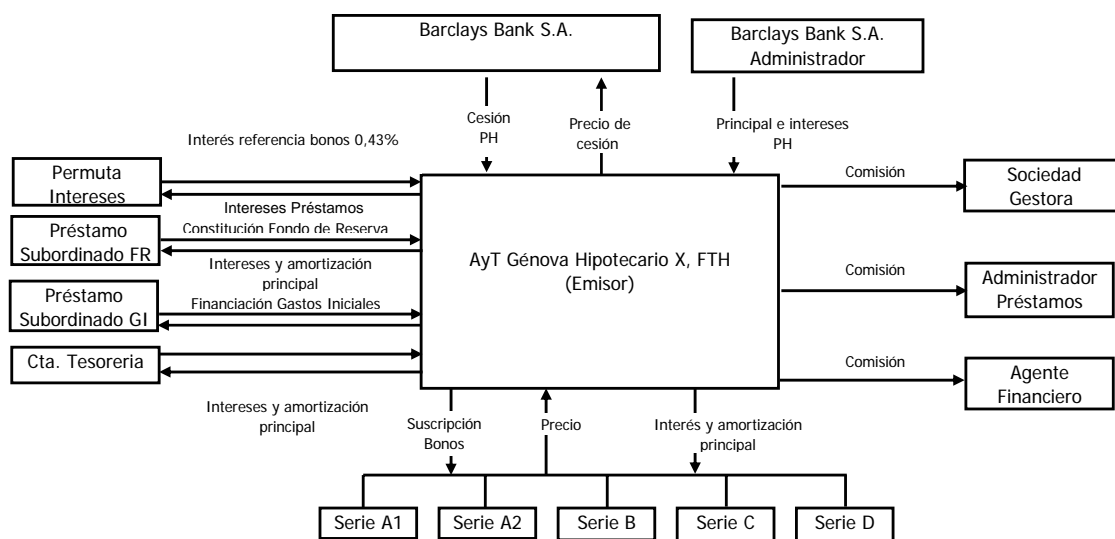 Barclays Bank S.A.
Barclays Bank S.A.
Administrador
Cesión
PH
Precio de
cesión
Principal e intereses
PH
Interés referencia bonos 0,43%
Permuta
Intereses
Intereses Préstamos
Constitución Fondo de Reserva
Préstamo
Subordinado FR
Intereses y amortización
principal
Financiación Gastos Iniciales
Préstamo
Subordinado GI
Cta. Tesoreria
Intereses y amortización
principal
AyT Génova Hipotecario X, FTH
(Emisor)
Comisión
Sociedad
Gestora
Comisión
Administrador
Préstamos
Comisión
Agente
Financiero
Suscripción
Bonos
Precio
Interés y amortización
principal
Serie A1
Serie A2
Serie B
Serie C
Serie D